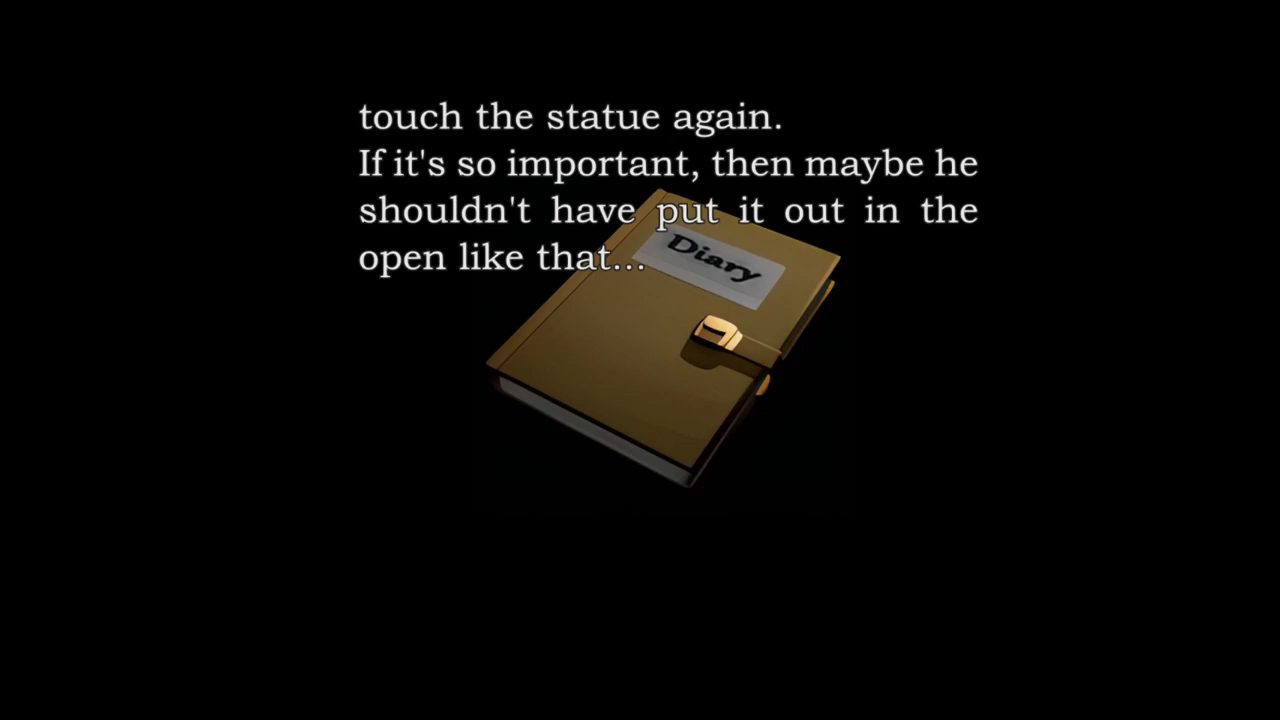 touch the statue again.
If it's so important, then maybe he
shouldn't have put it out in the
open like that...
Diary